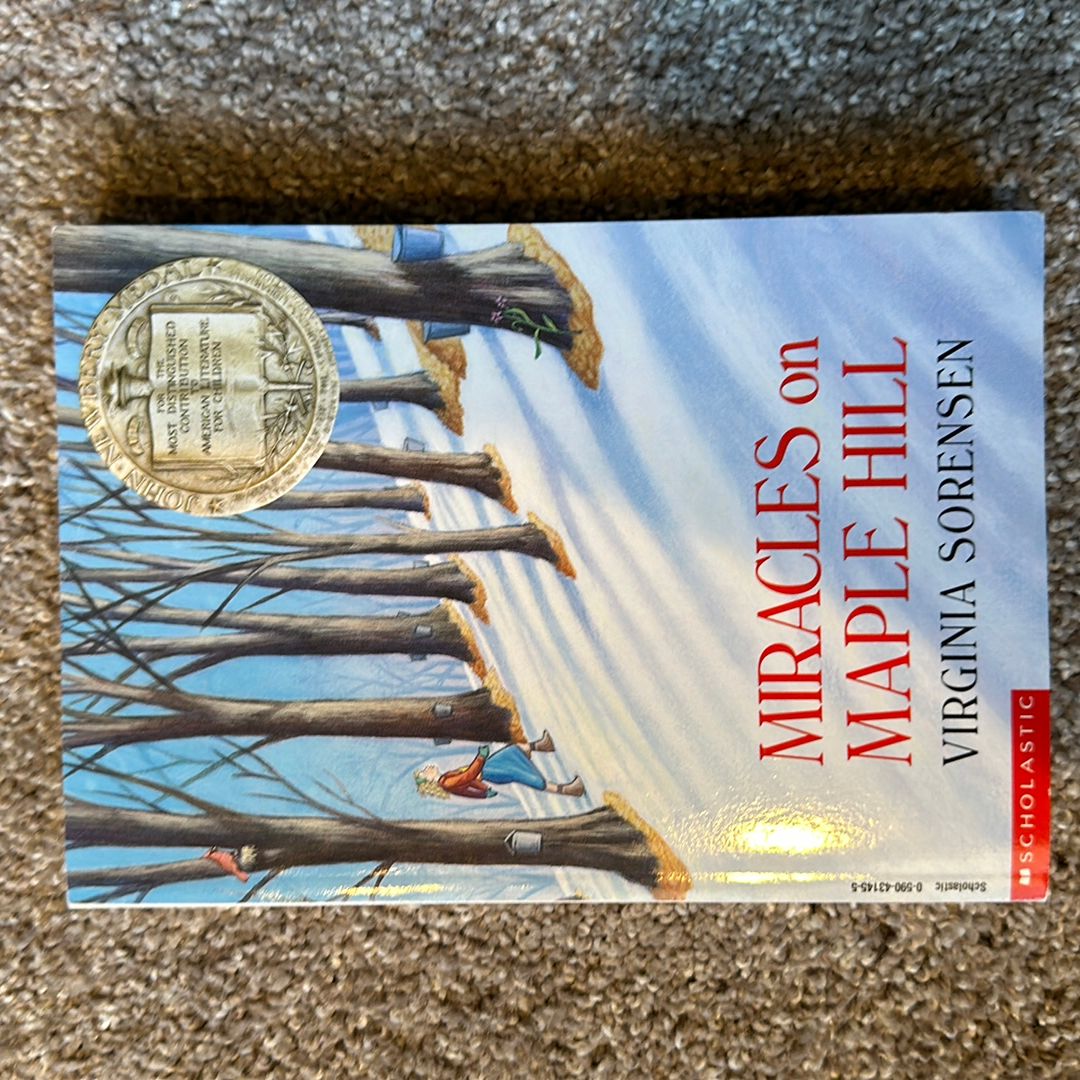 JOHN NEWBERY MEDAL
FOR THE
MOST DISTINGUISHED
CONTRIBUTION
TO
AMERICAN LITERATURE
FOR CHILDREN
MIRACLES on
MAPLE HILL
VIRGINIA SORENSEN
SCHOLASTIC
Scholastic 0-590-43145-5